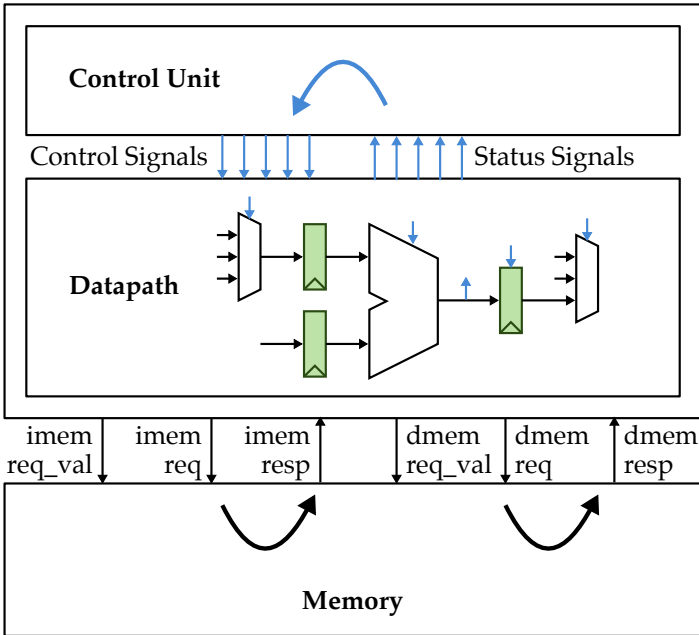 Control Unit
Control Signals
Status Signals
Datapath
imem
req_val
imem
req
imem
resp
dmem
req_val
dmem
req
dmem
resp
Memory